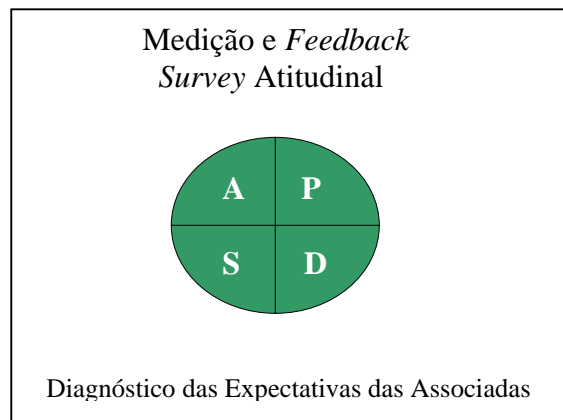 Medição e Feedback
Survey Atitudinal
A P
S D
Diagnóstico das Expectativas das Associadas